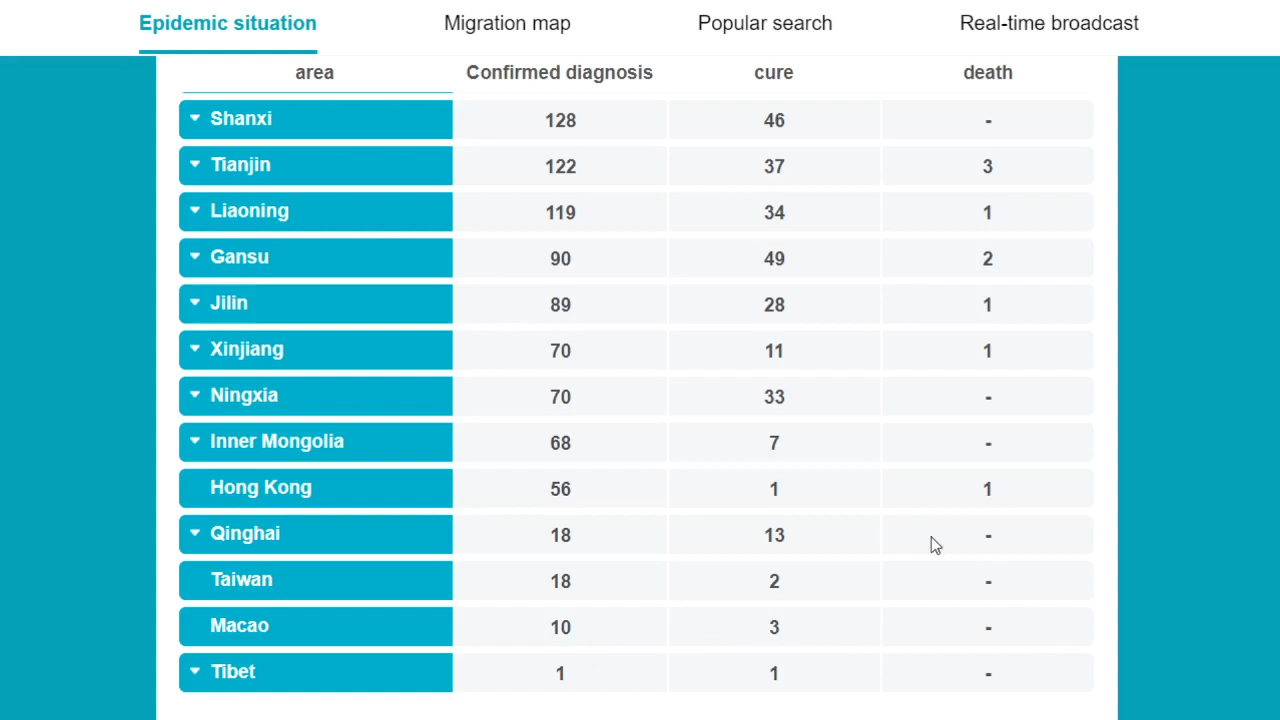 Epidemic situation Migration map Popular search Real-time broadcast
area Confirmed diagnosis cure death
Shanxi 128 46 -
Tianjin 122 37 3
Liaoning 119 34 1
Gansu 90 49 2
Jilin 89 28 1
Xinjiang 70 11 1
Ningxia 70 33 -
Inner Mongolia 68 7 -
Hong Kong 56 1 1
Qinghai 18 13 -
Taiwan 18 2 -
Macao 10 3 -
Tibet 1 1 -